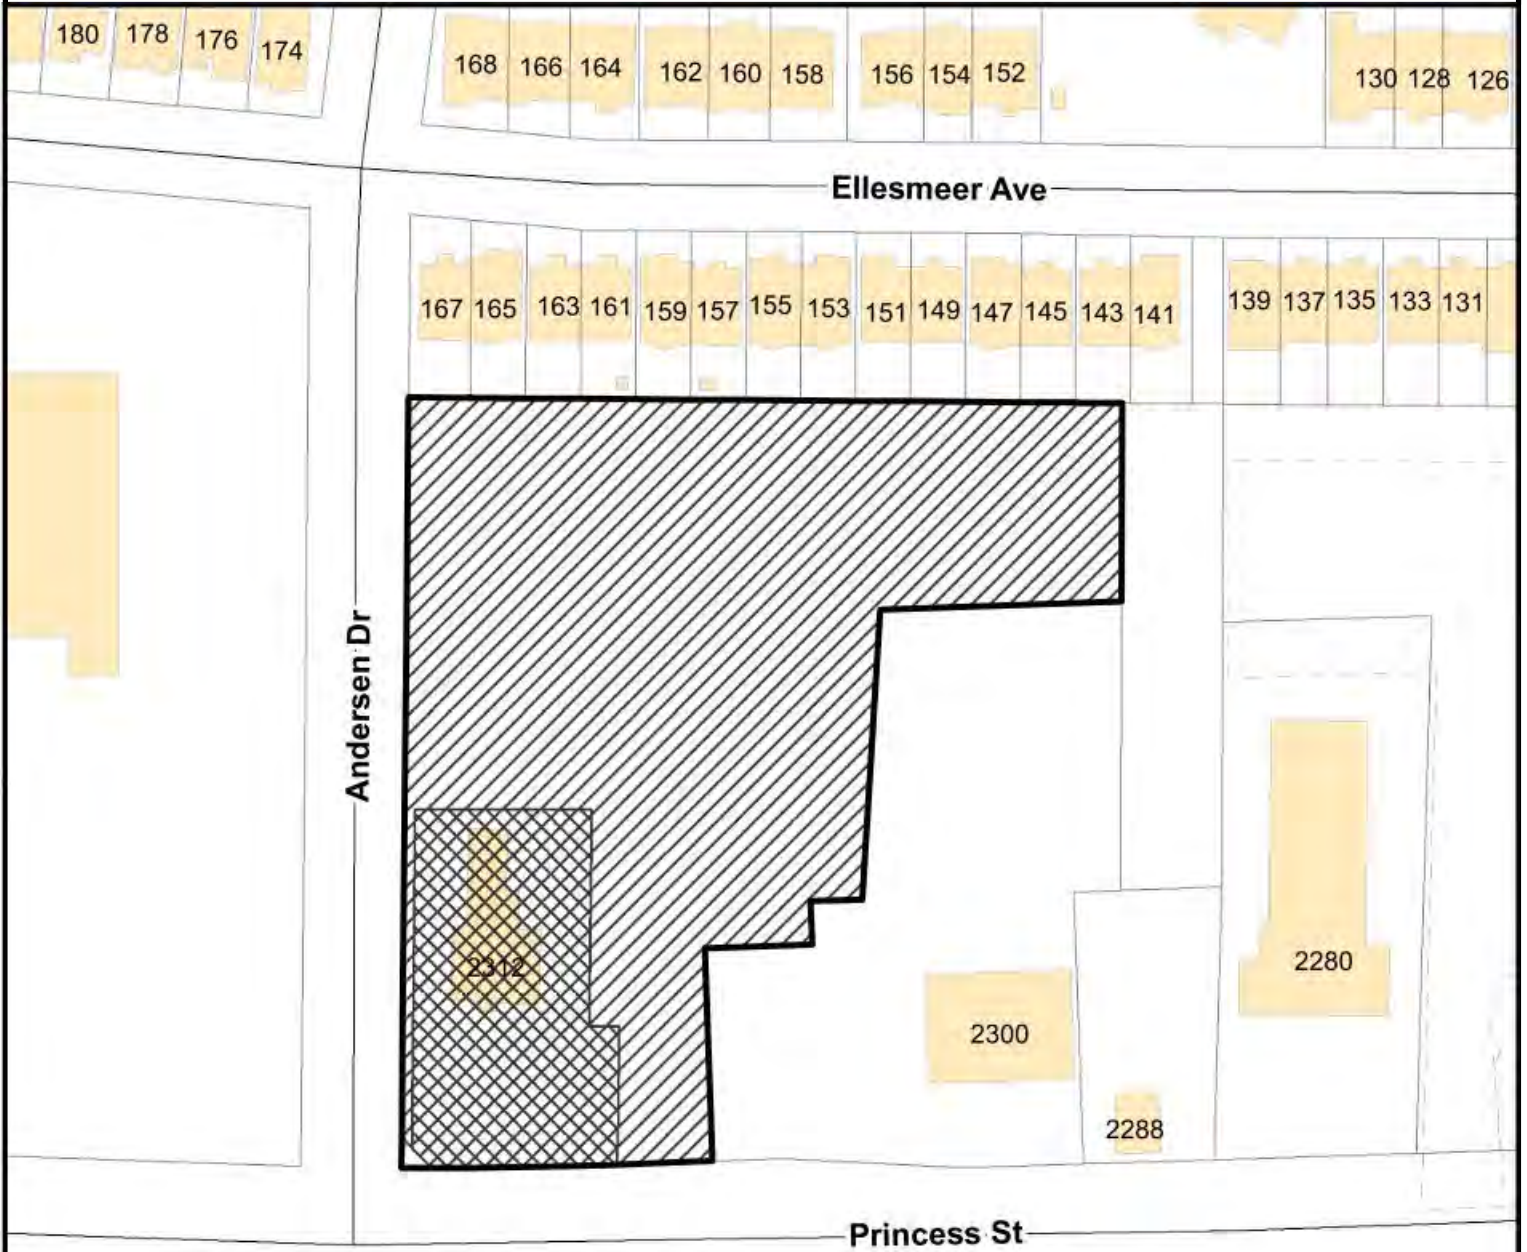 180 178 176 174 168 166 164 162 160 158 156 154 152 130 128 126
Ellesmeer Ave
167 165 163 161 159 157 155 153 151 149 147 145 143 141 139 137 135 133 131
Andersen Dr
2312
2300
2288
2280
Princess St